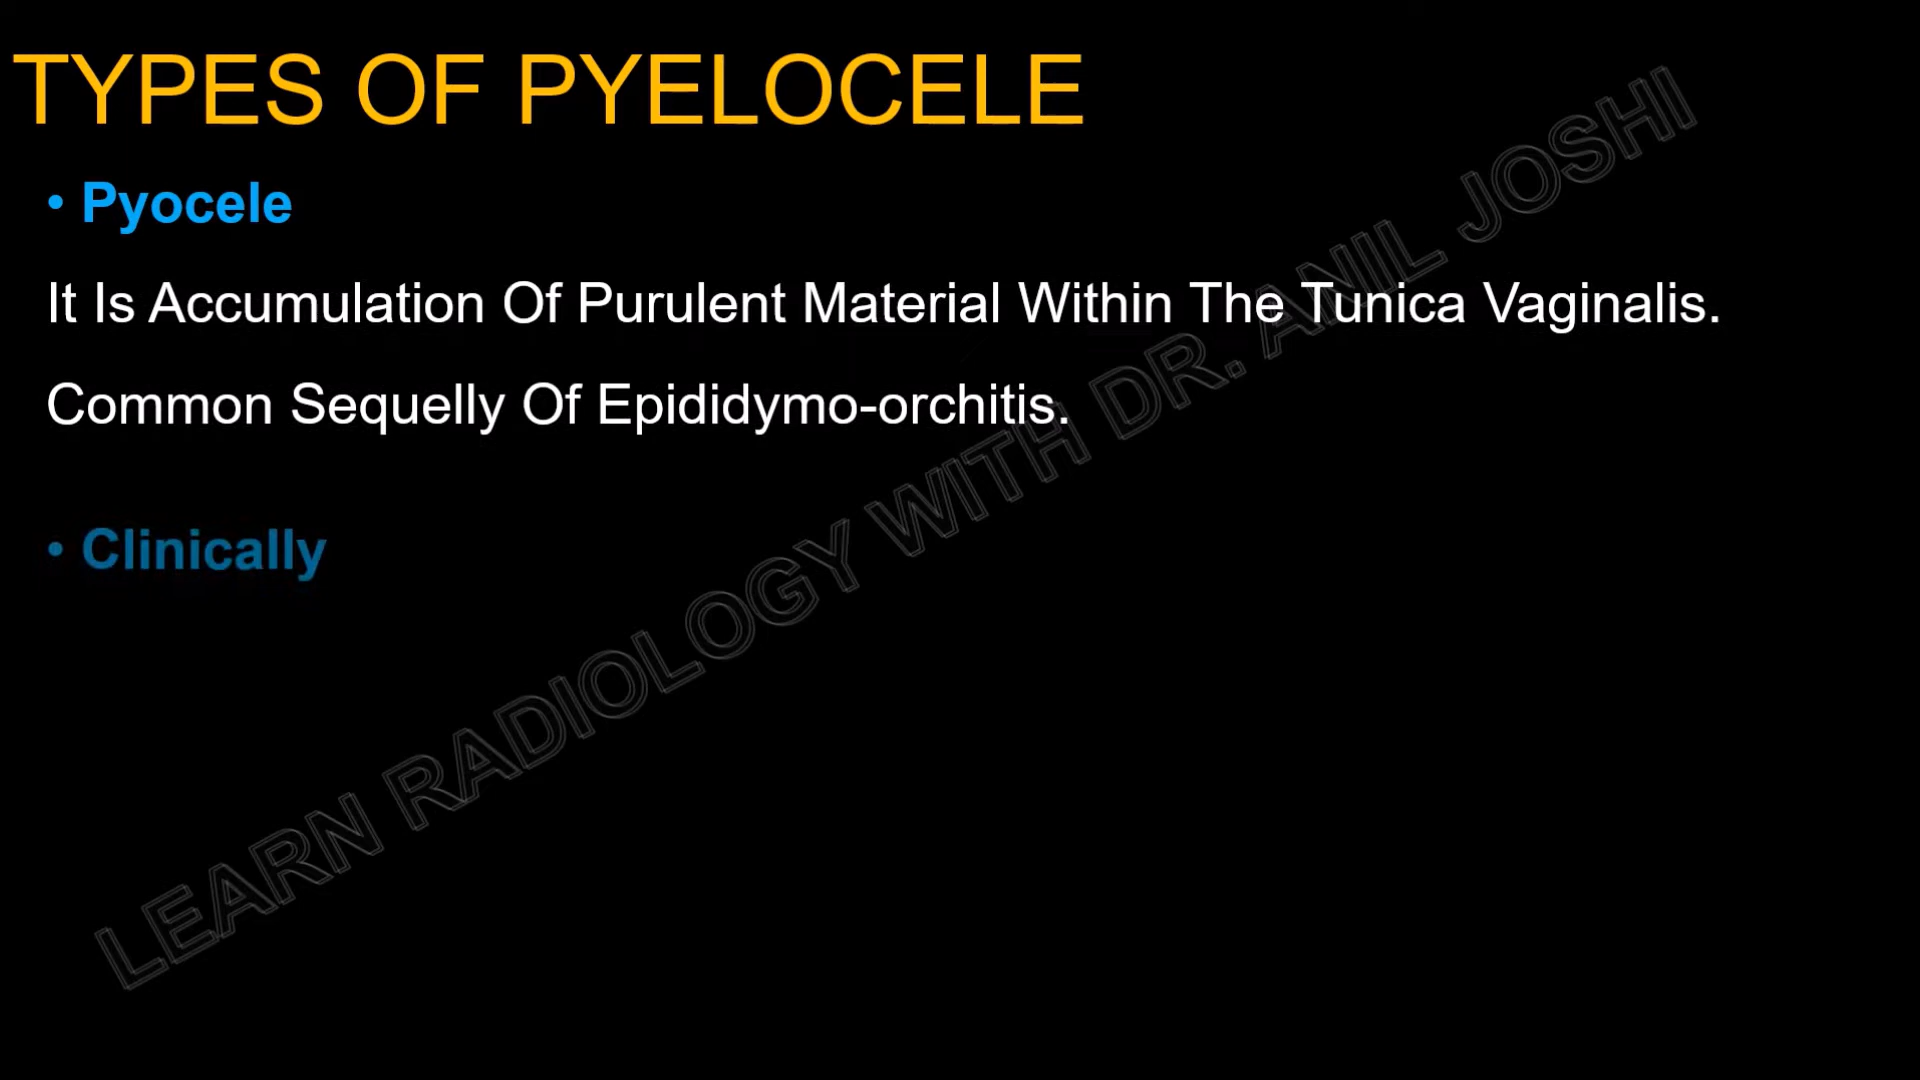 TYPES OF PYELOCELE
• Pyocele
It Is Accumulation Of Purulent Material Within The Tunica Vaginalis.
Common Sequelly Of Epididymo-orchitis.
• Clinically
LEARN RADIOLOGY WITH DR. ANIL JOSHI